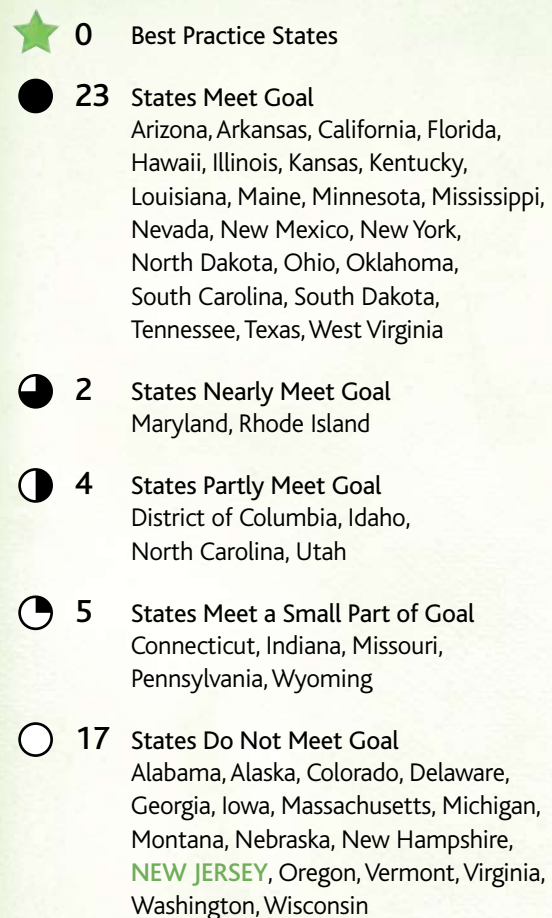 0 Best Practice States
23 States Meet Goal
Arizona, Arkansas, California, Florida,
Hawaii, Illinois, Kansas, Kentucky,
Louisiana, Maine, Minnesota, Mississippi,
Nevada, New Mexico, New York,
North Dakota, Ohio, Oklahoma,
South Carolina, South Dakota,
Tennessee, Texas, West Virginia
2 States Nearly Meet Goal
Maryland, Rhode Island
4 States Partly Meet Goal
District of Columbia, Idaho,
North Carolina, Utah
5 States Meet a Small Part of Goal
Connecticut, Indiana, Missouri,
Pennsylvania, Wyoming
17 States Do Not Meet Goal
Alabama, Alaska, Colorado, Delaware,
Georgia, Iowa, Massachusetts, Michigan,
Montana, Nebraska, New Hampshire,
NEW JERSEY, Oregon, Vermont, Virginia,
Washington, Wisconsin